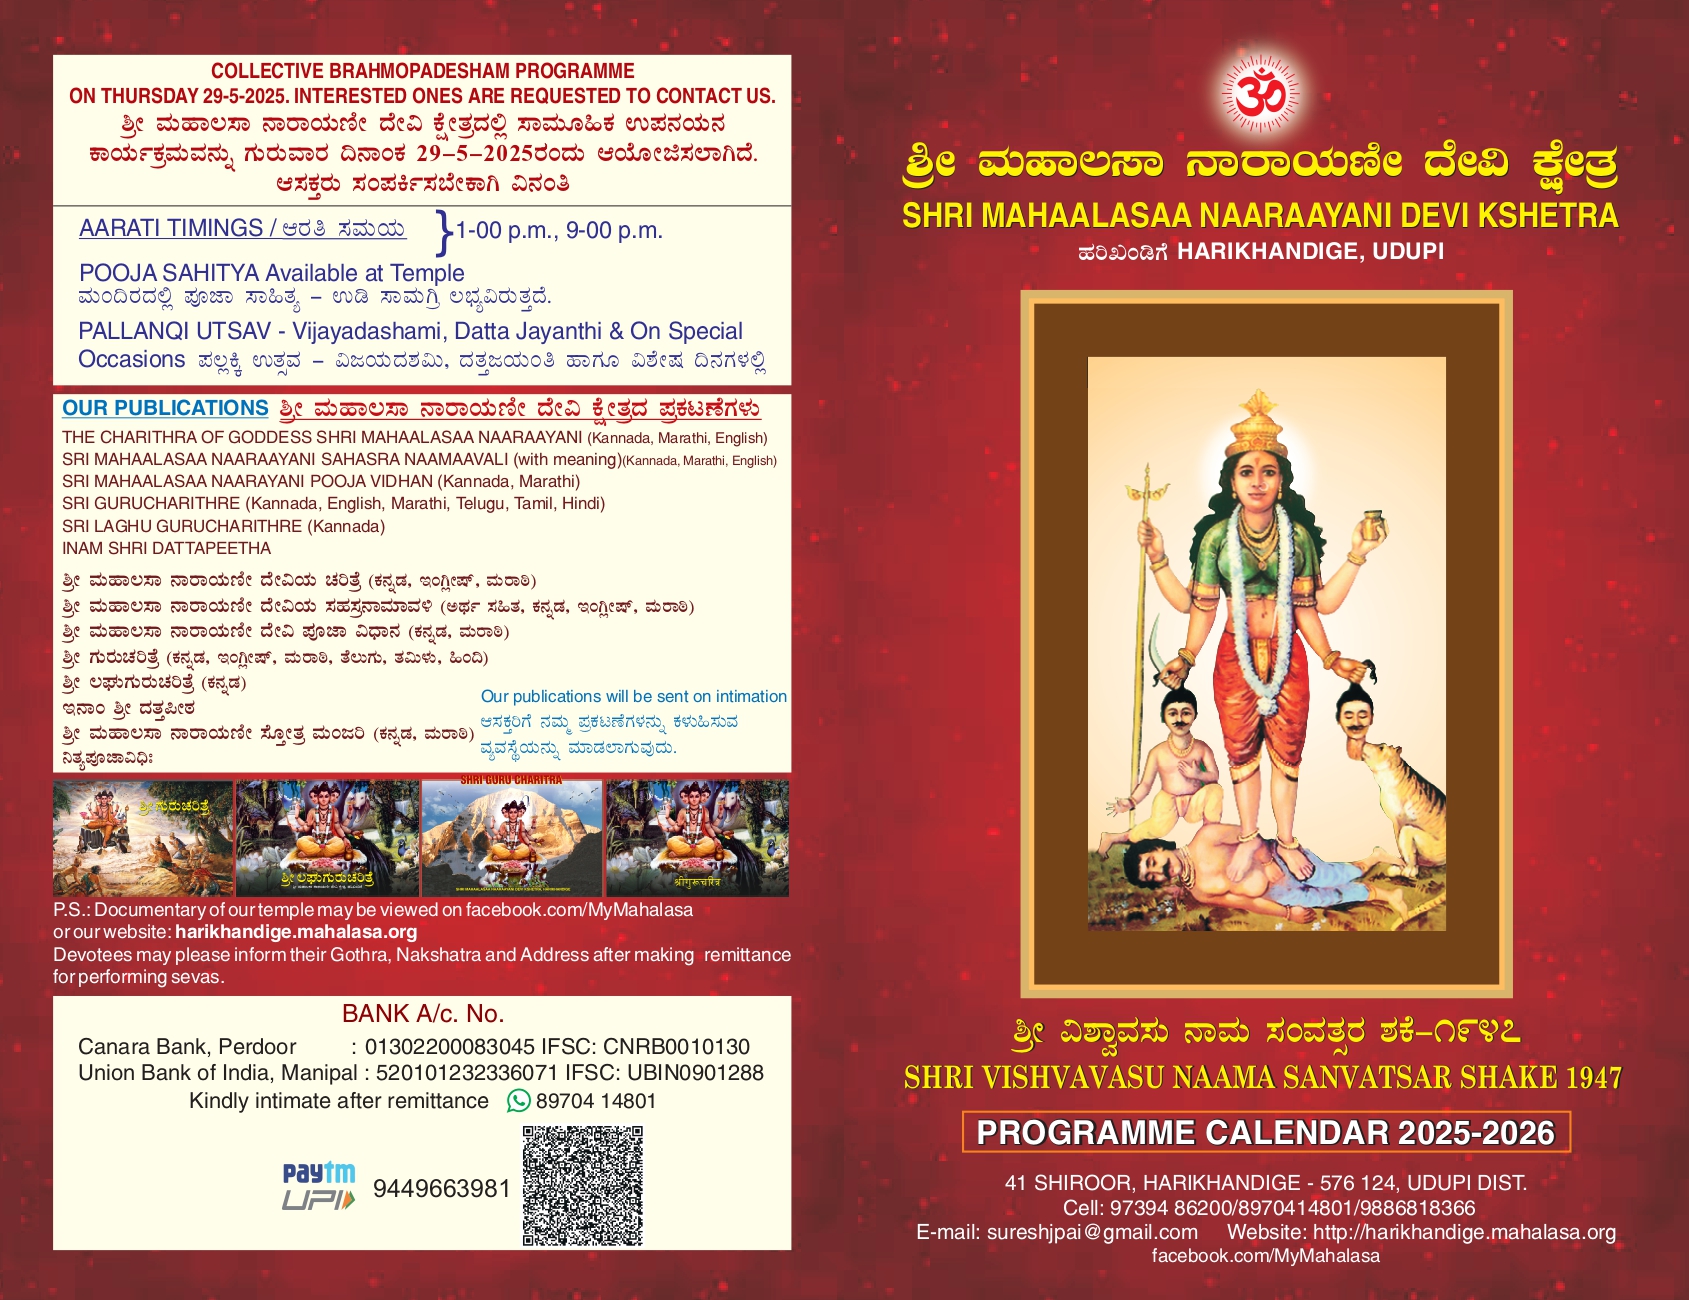 COLLECTIVE BRAHMOPADESHAM PROGRAMME
ON THURSDAY 29-5-2025. INTERESTED ONES ARE REQUESTED TO CONTACT US.
ಶ್ರೀ ಮಹಾಲಸಾ ನಾರಾಯಣೀ ದೇವಿ ಕ್ಷೇತ್ರದಲ್ಲಿ ಸಾಮೂಹಿಕ ಉಪನಯನ
ಕಾರ್ಯಕ್ರಮವನ್ನು ಗುರುವಾರ ದಿನಾಂಕ 29-5-2025ರಂದು ಆಯೋಜಿಸಲಾಗಿದೆ.
ಆಸಕ್ತರು ಸಂಪರ್ಕಿಸಬೇಕಾಗಿ ವಿನಂತಿ
AARATI TIMINGS / ಆರತಿ ಸಮಯ } 1-00 p.m., 9-00 p.m.
POOJA SAHITYA Available at Temple
ಮಂದಿರದಲ್ಲಿ ಪೂಜಾ ಸಾಹಿತ್ಯ – ಉಡಿ ಸಾಮಗ್ರಿ ಲಭ್ಯವಿರುತ್ತದೆ.
PALLANQI UTSAV - Vijayadashami, Datta Jayanthi & On Special
Occasions ಪಲ್ಲಕ್ಕಿ ಉತ್ಸವ – ವಿಜಯದಶಮಿ, ದತ್ತಜಯಂತಿ ಹಾಗೂ ವಿಶೇಷ ದಿನಗಳಲ್ಲಿ
OUR PUBLICATIONS ಶ್ರೀ ಮಹಾಲಸಾ ನಾರಾಯಣೀ ದೇವಿ ಕ್ಷೇತ್ರದ ಪ್ರಕಟಣೆಗಳು
THE CHARITHRA OF GODDESS SHRI MAHAALASAA NAARAAYANI (Kannada, Marathi, English)
SRI MAHAALASAA NAARAAYANI SAHASRA NAAMAAVALI (with meaning)(Kannada, Marathi, English)
SRI MAHAALASAA NAARAYANI POOJA VIDHAN (Kannada, Marathi)
SRI GURUCHARITHRE (Kannada, English, Marathi, Telugu, Tamil, Hindi)
SRI LAGHU GURUCHARITHRE (Kannada)
INAM SHRI DATTAPEETHA
ಶ್ರೀ ಮಹಾಲಸಾ ನಾರಾಯಣೀ ದೇವಿಯ ಚರಿತ್ರೆ (ಕನ್ನಡ, ಇಂಗ್ಲೀಷ್, ಮರಾಠಿ)
ಶ್ರೀ ಮಹಾಲಸಾ ನಾರಾಯಣೀ ದೇವಿಯ ಸಹಸ್ರನಾಮಾವಳಿ (ಅರ್ಥ ಸಹಿತ, ಕನ್ನಡ, ಇಂಗ್ಲೀಷ್, ಮರಾಠಿ)
ಶ್ರೀ ಮಹಾಲಸಾ ನಾರಾಯಣೀ ದೇವಿ ಪೂಜಾ ವಿಧಾನ (ಕನ್ನಡ, ಮರಾಠಿ)
ಶ್ರೀ ಗುರುಚರಿತ್ರೆ (ಕನ್ನಡ, ಇಂಗ್ಲೀಷ್, ಮರಾಠಿ, ತೆಲುಗು, ತಮಿಳು, ಹಿಂದಿ)
ಶ್ರೀ ಲಘುಗುರುಚರಿತ್ರೆ (ಕನ್ನಡ)
ಇನಾಂ ಶ್ರೀ ದತ್ತಪೀಠ
ಶ್ರೀ ಮಹಾಲಸಾ ನಾರಾಯಣೀ ಸ್ತೋತ್ರ ಮಂಜರಿ (ಕನ್ನಡ, ಮರಾಠಿ)
ನಿತ್ಯಪೂಜಾವಿಧಿಃ
Our publications will be sent on intimation
ಆಸಕ್ತರಿಗೆ ನಮ್ಮ ಪ್ರಕಟಣೆಗಳನ್ನು ಕಳುಹಿಸುವ
ವ್ಯವಸ್ಥೆಯನ್ನು ಮಾಡಲಾಗುವುದು.
ಶ್ರೀ ಗುರುಚರಿತ್ರೆ
ಶ್ರೀ ಲಘುಗುರುಚರಿತ್ರೆ
SHRI GURU CHARITRA
SHRI MAHAALASAA NAARAAYANI DEVI KSHETRA, HARIKHANDIGE
श्रीगुरूचरित्र
P.S.: Documentary of our temple may be viewed on facebook.com/MyMahalasa
or our website: harikhandige.mahalasa.org
Devotees may please inform their Gothra, Nakshatra and Address after making remittance
for performing sevas.
BANK A/c. No.
Canara Bank, Perdoor : 01302200083045 IFSC: CNRB0010130
Union Bank of India, Manipal : 520101232336071 IFSC: UBIN0901288
Kindly intimate after remittance 89704 14801
paytm
UPI
9449663981
ॐ
ಶ್ರೀ ಮಹಾಲಸಾ ನಾರಾಯಣೀ ದೇವಿ ಕ್ಷೇತ್ರ
SHRI MAHAALASAA NAARAAYANI DEVI KSHETRA
ಹರಿಖಂಡಿಗೆ HARIKHANDIGE, UDUPI
ಶ್ರೀ ವಿಶ್ವಾವಸು ನಾಮ ಸಂವತ್ಸರ ಶಕೆ-೧೯೪೭
SHRI VISHVAVASU NAAMA SANVATSAR SHAKE 1947
PROGRAMME CALENDAR 2025-2026
41 SHIROOR, HARIKHANDIGE - 576 124, UDUPI DIST.
Cell: 97394 86200/8970414801/9886818366
E-mail: sureshjpai@gmail.com Website: http://harikhandige.mahalasa.org
facebook.com/MyMahalasa